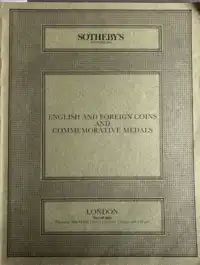 SOTHEBY'S
ENGLISH AND FOREIGN COINS
AND
COMMEMORATIVE MEDALS
LONDON